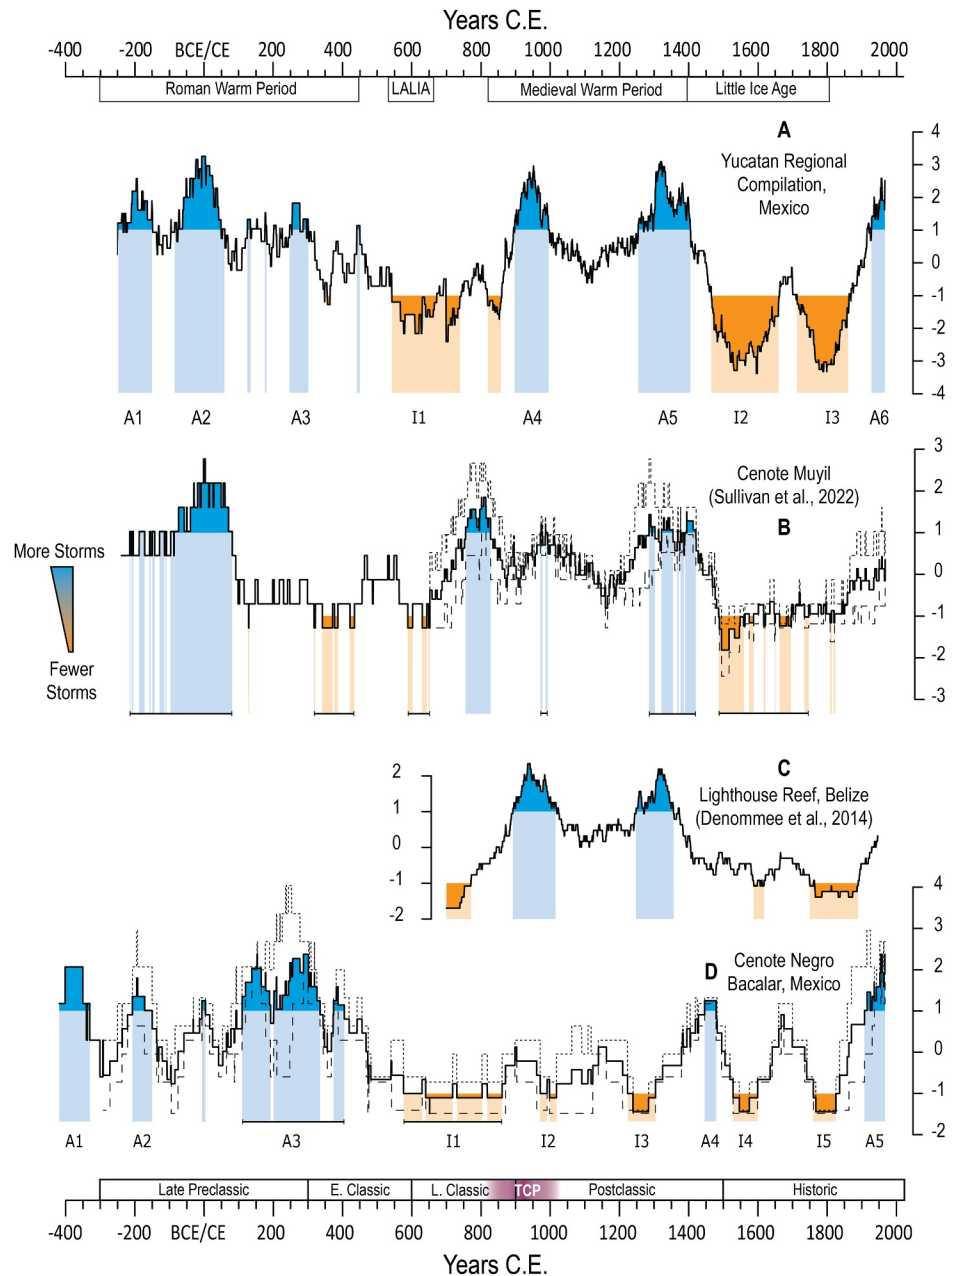 Years C.E.
-400 -200 BCE/CE 200 400 600 800 1000 1200 1400 1600 1800 2000
Roman Warm Period LALIA Medieval Warm Period Little Ice Age
A
Yucatan Regional
Compilation,
Mexico
4
3
2
1
0
-1
-2
-3
-4
A1 A2 A3 I1 A4 A5 I2 I3 A6
Cenote Muyil
(Sullivan et al., 2022)
B
3
2
1
0
-1
-2
-3
More Storms
Fewer
Storms
C
Lighthouse Reef, Belize
(Denommee et al., 2014)
2
1
0
-1
-2
D
Cenote Negro
Bacalar, Mexico
4
3
2
1
0
-1
-2
A1 A2 A3 I1 I2 I3 A4 I4 I5 A5
Late Preclassic E. Classic L. Classic TCP Postclassic Historic
-400 -200 BCE/CE 200 400 600 800 1000 1200 1400 1600 1800 2000
Years C.E.